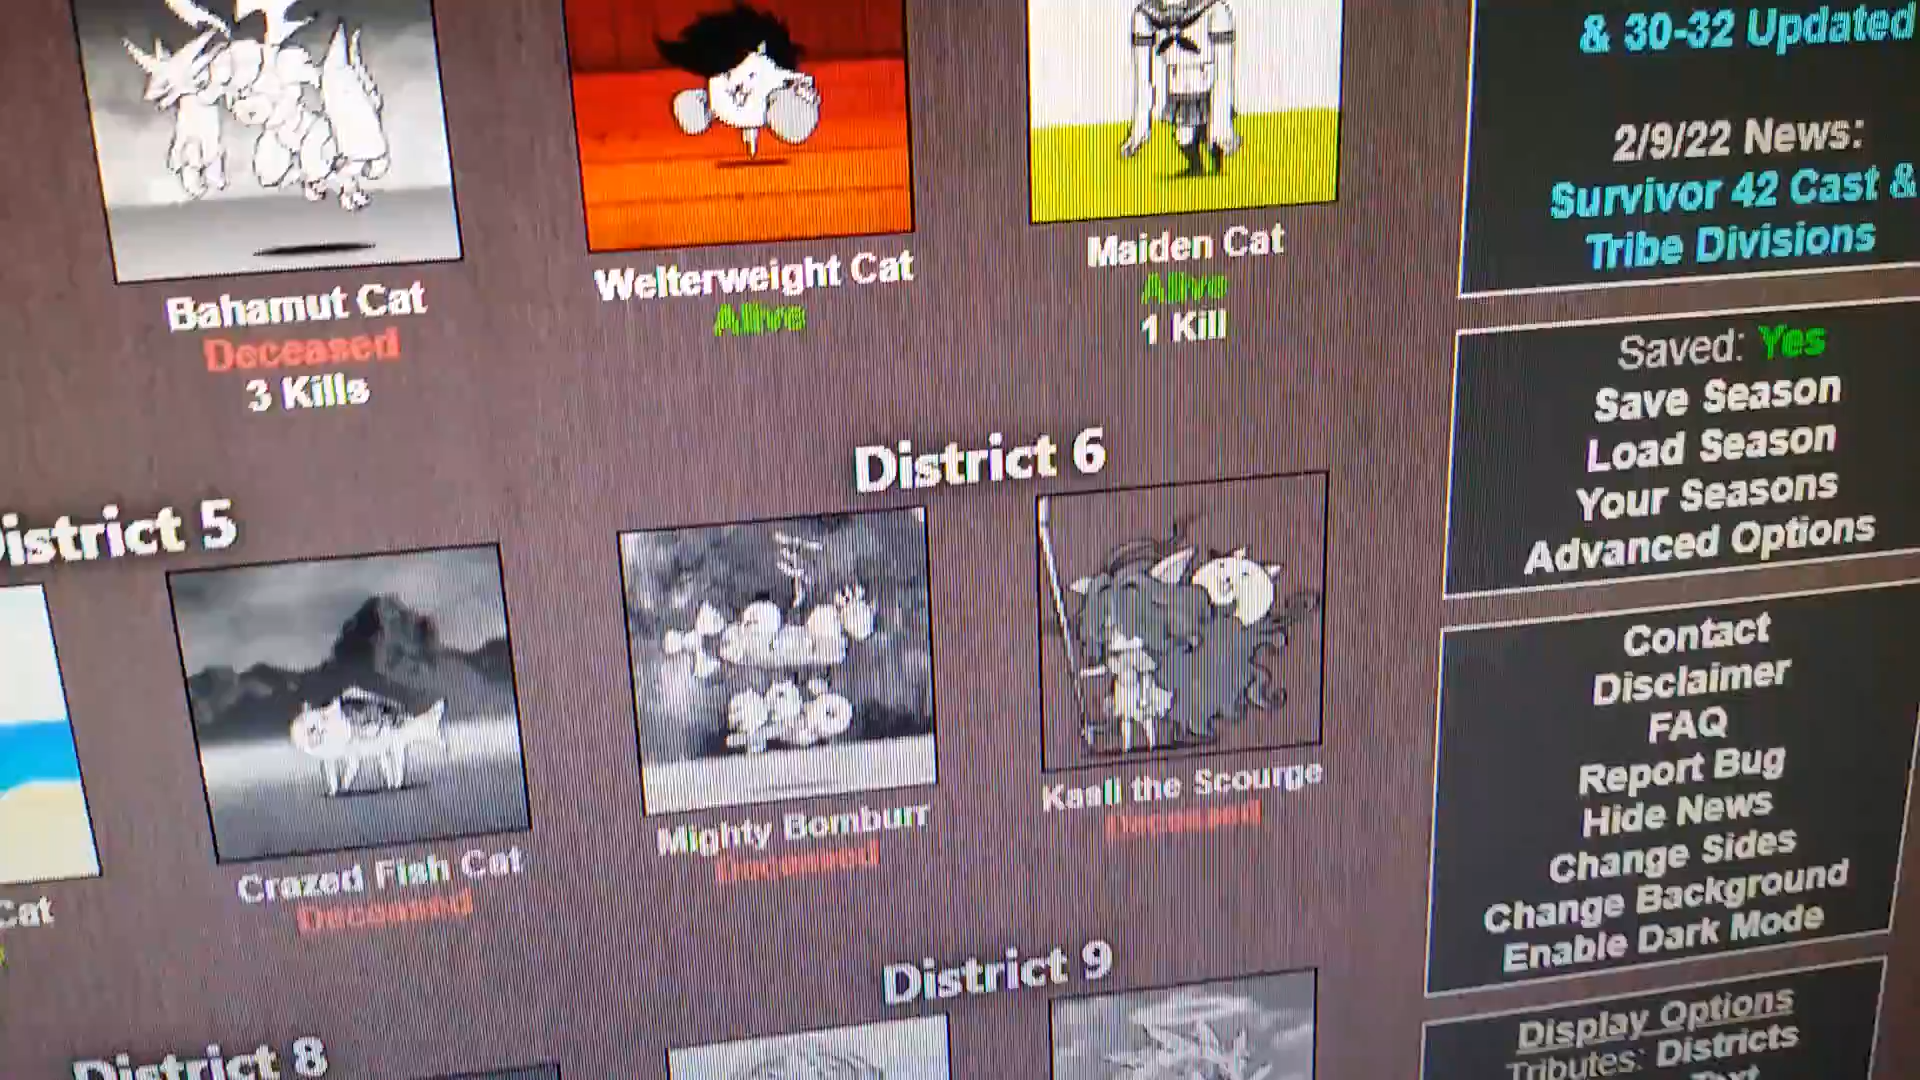 Bahamut Cat
Deceased
3 Kills
Welterweight Cat
Alive
Maiden Cat
Alive
1 Kill
District 5
Cat
Crazed Fish Cat
Deceased
District 6
Mighty Bomburr
Deceased
Kasli the Scourge
Deceased
District 8
District 9
& 30-32 Updated
2/9/22 News:
Survivor 42 Cast &
Tribe Divisions
Saved: Yes
Save Season
Load Season
Your Seasons
Advanced Options
Contact
Disclaimer
FAQ
Report Bug
Hide News
Change Sides
Change Background
Enable Dark Mode
Display Options
Tributes: Districts